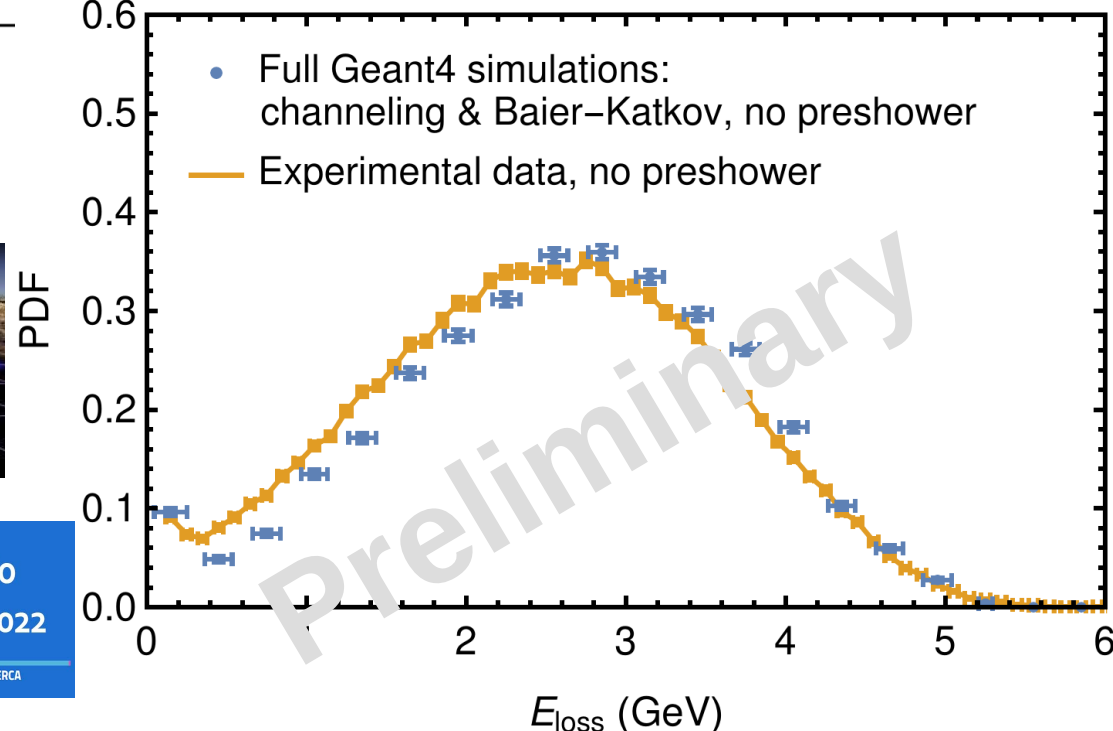 0.6
0.5
0.4
0.3
0.2
0.1
0.0
PDF
Full Geant4 simulations:
channeling & Baier−Katkov, no preshower
Experimental data, no preshower
Preliminary
0 2 3 4 5 6
E_loss (GeV)
O
022
ERCA